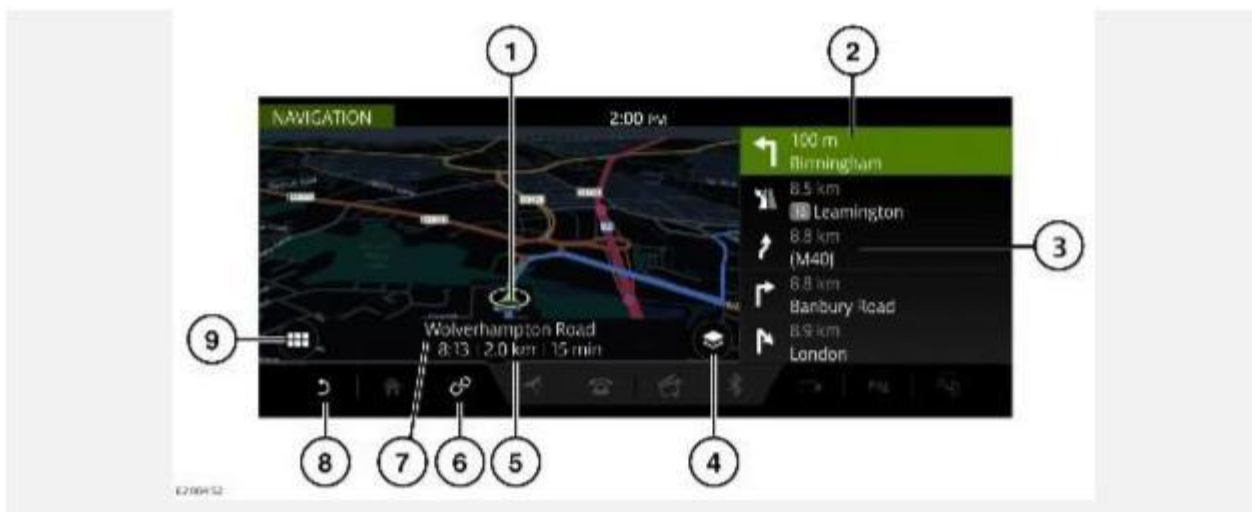 1
2
NAVIGATION
2:00 PM
100 m
Birmingham
8.5 km
15 Leamington
8.8 km
(M40)
3
8.8 km
Banbury Road
8.9 km
London
9
Wolverhampton Road
8:13 | 2.0 km | 15 min
8
7
6
5
4